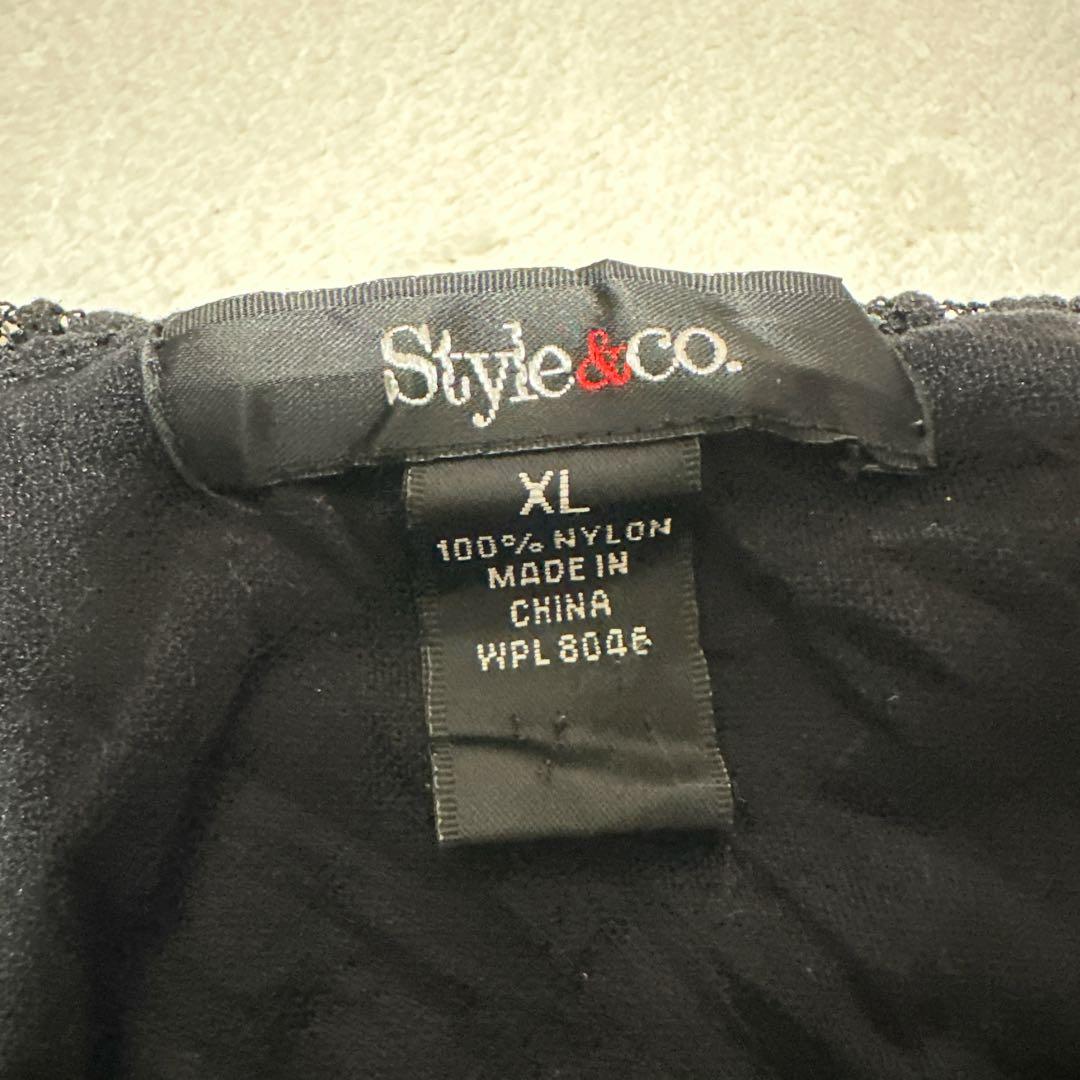 Style&co.
XL
100% NYLON
MADE IN
CHINA
WPL 8046